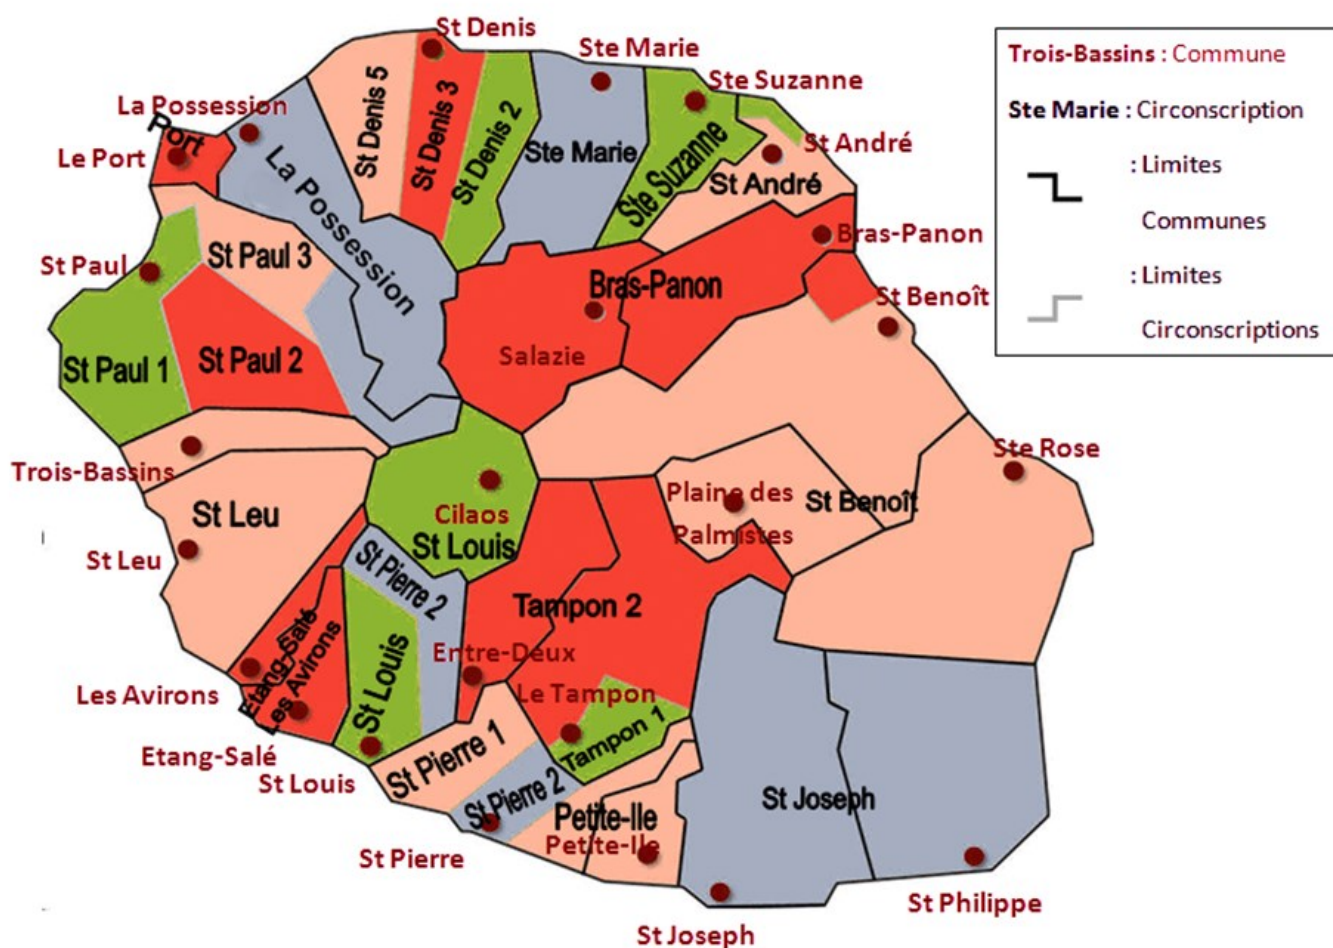 St Denis
Ste Marie
Ste Suzanne
La Possession
Port
Le Port
St Denis 5
St Denis 3
St Denis 2
La Possession
Ste Marie
Ste Suzanne
St André
St André
Bras-Panon
St Paul
St Paul 3
Bras-Panon
St Benoît
St Paul 1
St Paul 2
Salazie
Trois-Bassins
Ste Rose
St Leu
Cilaos
St Louis
Plaine des
Palmistes
St Benoît
St Leu
St Pierre 2
Tampon 2
Etang-Salé
Les Avirons
St Louis
Entre-Deux
Les Avirons
Le Tampon
Tampon 1
Etang-Salé
St Louis
St Pierre 1
St Pierre 2
St Joseph
Petite-Ile
Petite-Ile
St Pierre
St Philippe
St Joseph
Trois-Bassins : Commune
Ste Marie : Circonscription
: Limites
Communes
: Limites
Circonscriptions